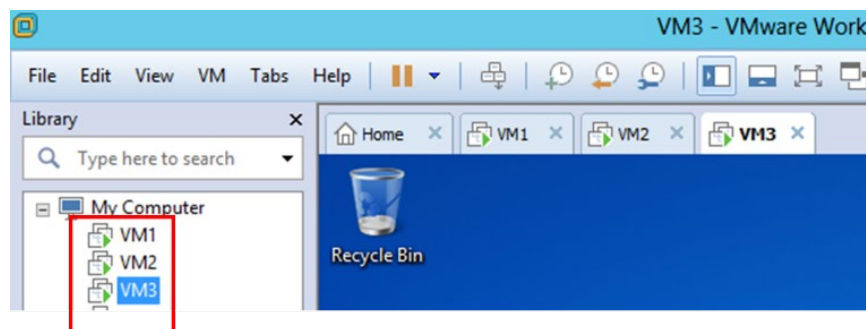 VM3 - VMware Work
File Edit View VM Tabs Help
Library
Home VM1 VM2 VM3
Type here to search
My Computer
VM1
VM2
VM3
Recycle Bin